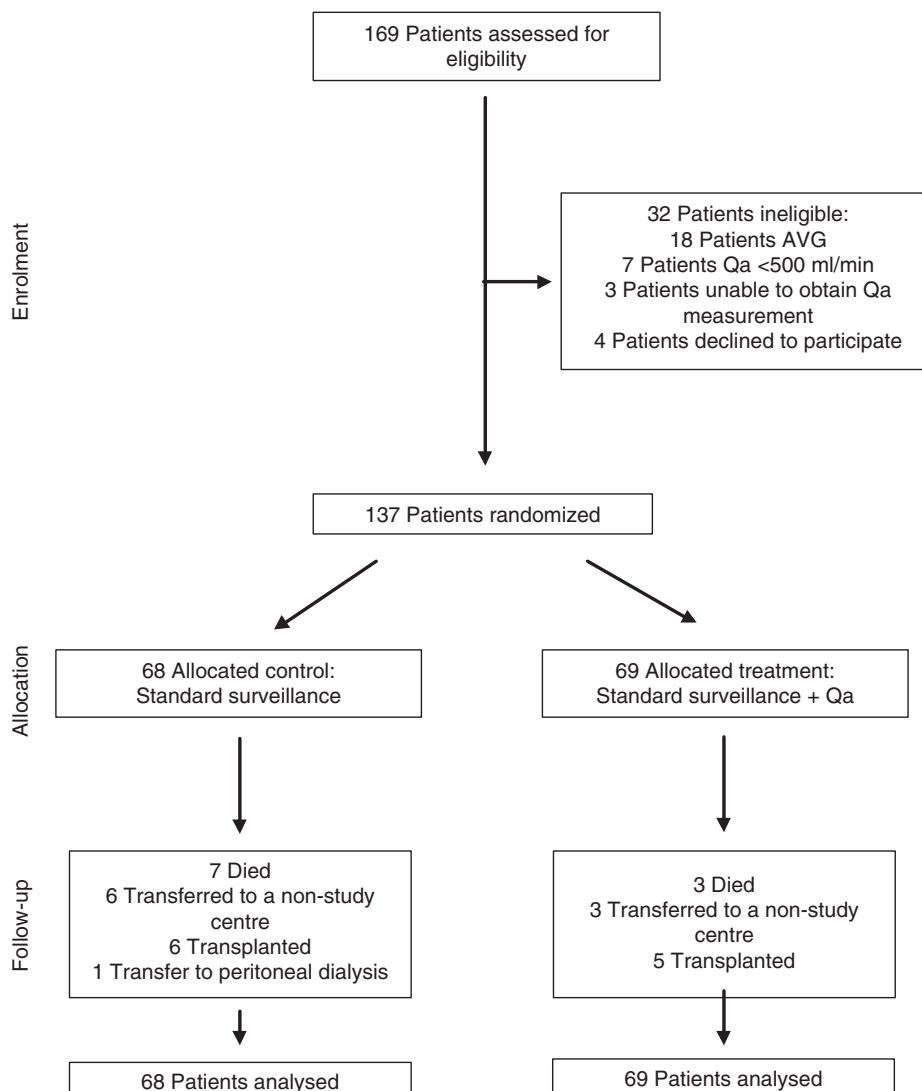 169 Patients assessed for
eligibility
Enrolment
32 Patients ineligible:
18 Patients AVG
7 Patients Qa <500 ml/min
3 Patients unable to obtain Qa
measurement
4 Patients declined to participate
137 Patients randomized
Allocation
68 Allocated control:
Standard surveillance
69 Allocated treatment:
Standard surveillance + Qa
Follow-up
7 Died
6 Transferred to a non-study
centre
6 Transplanted
1 Transfer to peritoneal dialysis
3 Died
3 Transferred to a non-study
centre
5 Transplanted
68 Patients analysed
69 Patients analysed